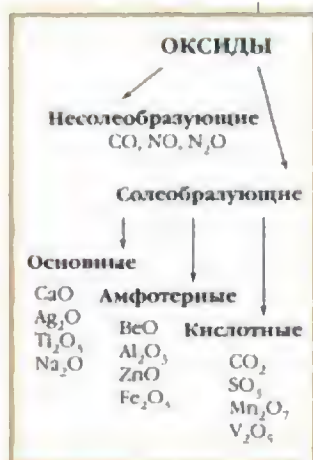 ОКСИДЫ
Несолеобразующие
CO, NO, N₂O
Солеобразующие
Основные
CaO
Ag₂O
Ti₂O₃
Na₂O
Амфотерные
BeO
Al₂O₃
ZnO
Fe₂O₃
Кислотные
CO₂
SO₃
Mn₂O₇
V₂O₅